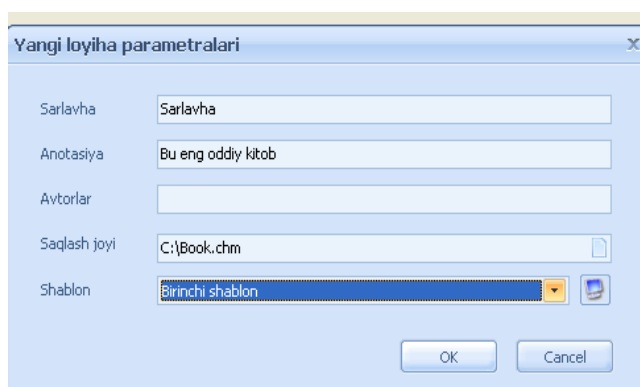 Yangi loyiha parametralari
Sarlavha Sarlavha
Anotasiya Bu eng oddiy kitob
Avtorlar
Saqlash joyi C:\Book.chm
Shablon Birinchi shablon
OK Cancel